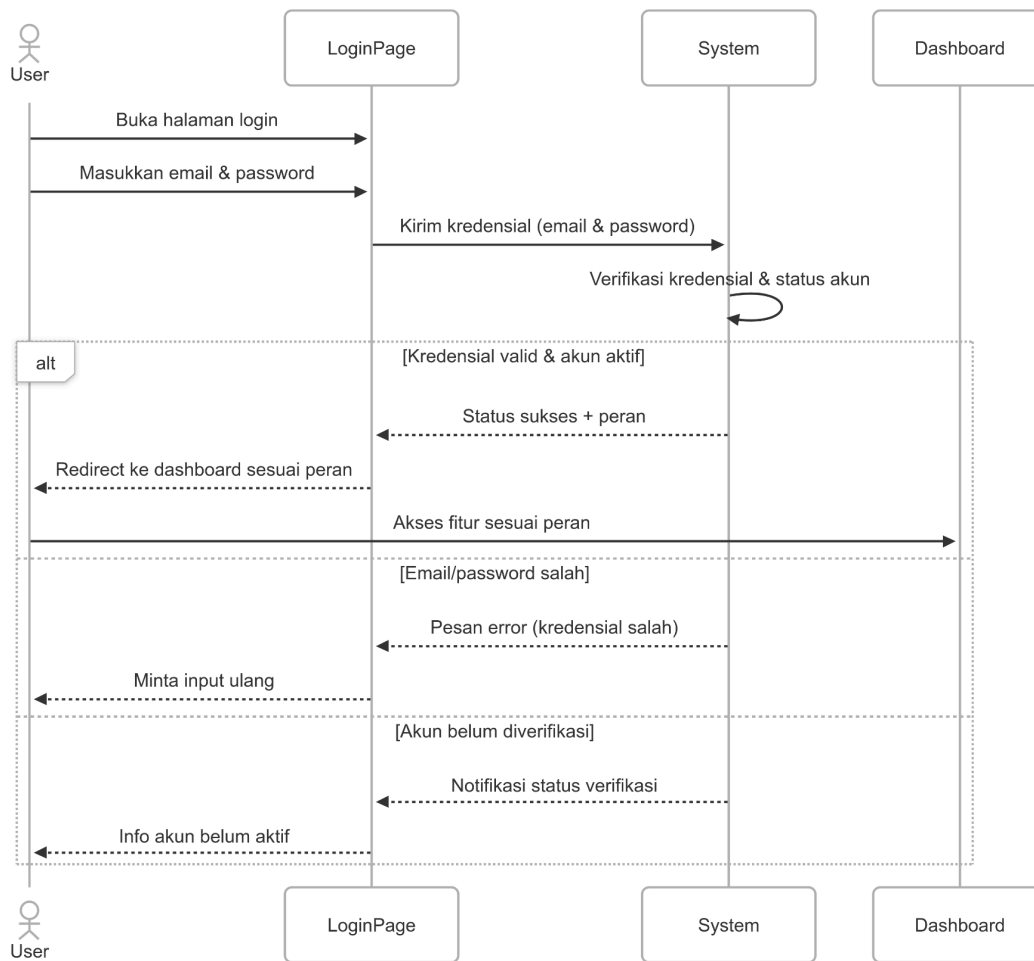 User
LoginPage
System
Dashboard
Buka halaman login
Masukkan email & password
Kirim kredensial (email & password)
Verifikasi kredensial & status akun
alt
[Kredensial valid & akun aktif]
Status sukses + peran
Redirect ke dashboard sesuai peran
Akses fitur sesuai peran
[Email/password salah]
Pesan error (kredensial salah)
Minta input ulang
[Akun belum diverifikasi]
Notifikasi status verifikasi
Info akun belum aktif
User
LoginPage
System
Dashboard